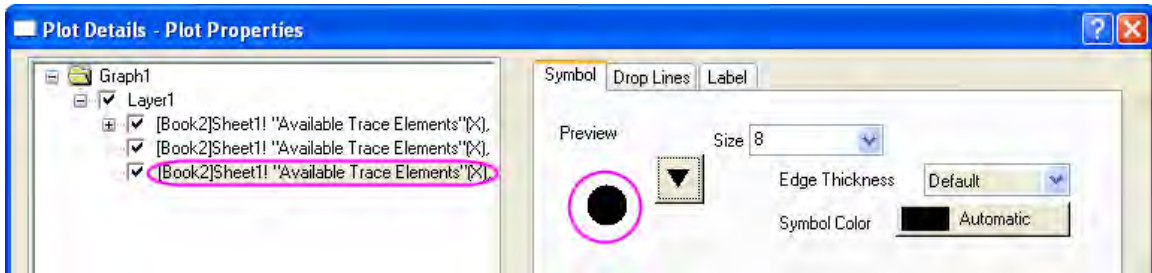 Plot Details - Plot Properties
Graph1
Layer1
[Book2]Sheet1! "Available Trace Elements"(X),
[Book2]Sheet1! "Available Trace Elements"(X),
[Book2]Sheet1! "Available Trace Elements"(X),
Symbol Drop Lines Label
Preview
Size 8
Edge Thickness Default
Symbol Color Automatic